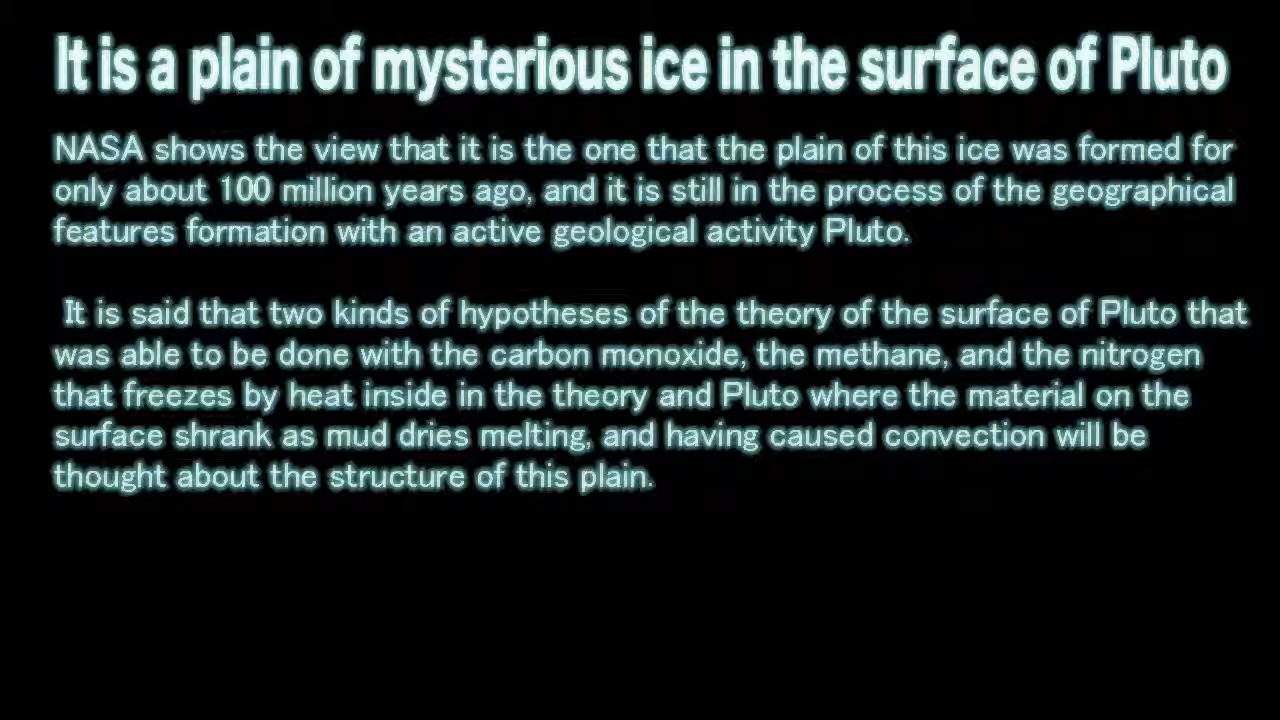 It is a plain of mysterious ice in the surface of Pluto
NASA shows the view that it is the one that the plain of this ice was formed for
only about 100 million years ago, and it is still in the process of the geographical
features formation with an active geological activity Pluto.
It is said that two kinds of hypotheses of the theory of the surface of Pluto that
was able to be done with the carbon monoxide, the methane, and the nitrogen
that freezes by heat inside in the theory and Pluto where the material on the
surface shrank as mud dries melting, and having caused convection will be
thought about the structure of this plain.